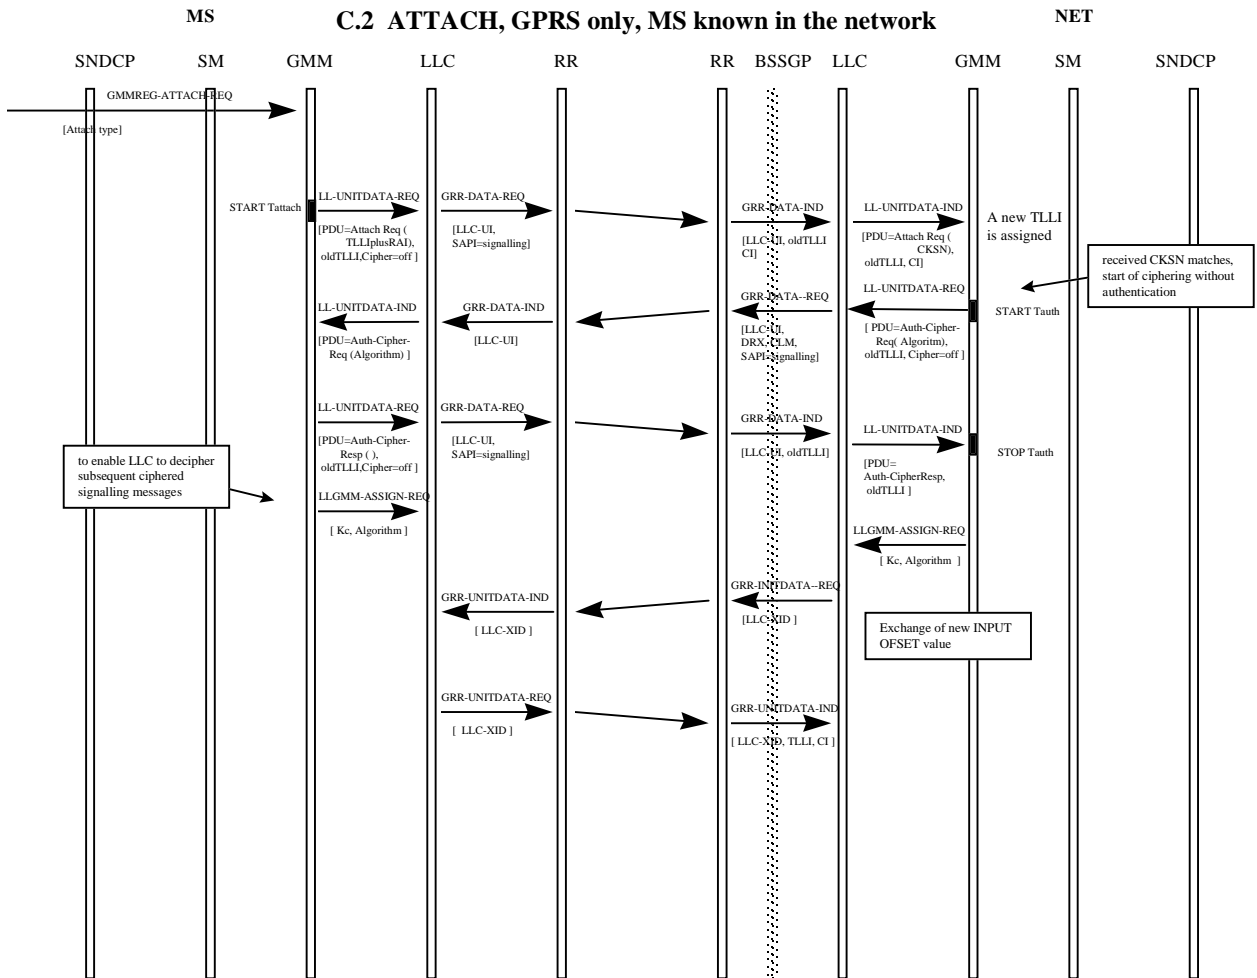 MS
C.2 ATTACH, GPRS only, MS known in the network
NET
SNDCP SM GMM LLC RR RR BSSGP LLC GMM SM SNDCP
GMMREG-ATTACH-REQ
[Attach type]
START Tattach
LL-UNITDATA-REQ
[PDU=Attach Req (
TLLIplusRAI),
oldTLLI,Cipher=off ]
GRR-DATA-REQ
[LLC-UI,
SAPI=signalling]
GRR-DATA-IND
[LLC-UI, oldTLLI
CI]
LL-UNITDATA-IND
[PDU=Attach Req (
CKSN),
oldTLLI, CI]
A new TLLI
is assigned
received CKSN matches,
start of ciphering without
authentication
LL-UNITDATA-IND
[PDU=Auth-Cipher-
Req (Algorithm) ]
GRR-DATA-IND
[LLC-UI]
GRR-DATA--REQ
[LLC-UI,
DRX, CLM,
SAPI=signalling]
LL-UNITDATA-REQ
[ PDU=Auth-Cipher-
Req( Algoritm),
oldTLLI, Cipher=off ]
START Tauth
LL-UNITDATA-REQ
[PDU=Auth-Cipher-
Resp ( ),
oldTLLI,Cipher=off ]
GRR-DATA-REQ
[LLC-UI,
SAPI=signalling]
GRR-DATA-IND
[LLC-UI, oldTLLI]
LL-UNITDATA-IND
[PDU=
Auth-CipherResp,
oldTLLI ]
STOP Tauth
to enable LLC to decipher
subsequent ciphered
signalling messages
LLGMM-ASSIGN-REQ
[ Kc, Algorithm ]
LLGMM-ASSIGN-REQ
[ Kc, Algorithm ]
GRR-UNITDATA-IND
[ LLC-XID ]
GRR-INITDATA--REQ
[LLC-XID ]
Exchange of new INPUT
OFSET value
GRR-UNITDATA-REQ
[ LLC-XID ]
GRR-UNITDATA-IND
[ LLC-XID, TLLI, CI ]